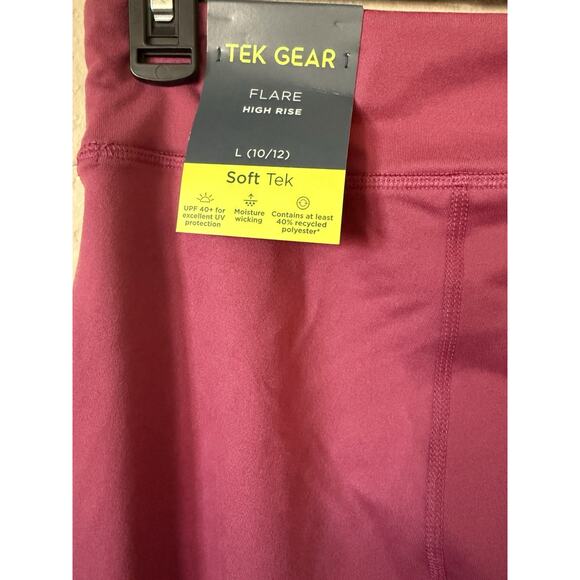 TEK GEAR
FLARE
HIGH RISE
L (10/12)
Soft Tek
UPF 40+ for
excellent UV
protection
Moisture
wicking
Contains at least
40% recycled
polyester*